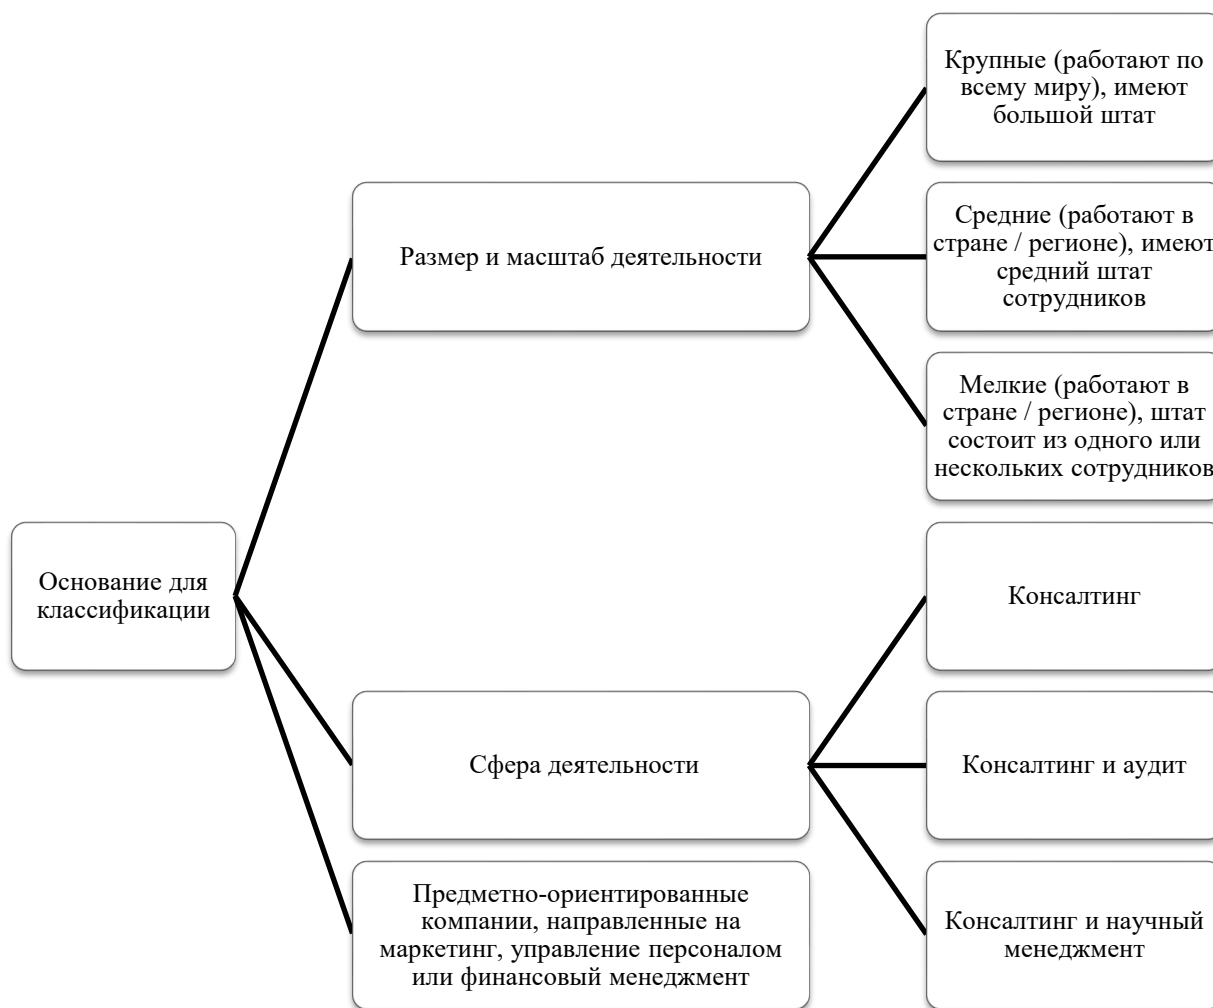 Основание для
классификации
Размер и масштаб деятельности
Крупные (работают по
всему миру), имеют
большой штат
Средние (работают в
стране / регионе), имеют
средний штат
сотрудников
Мелкие (работают в
стране / регионе), штат
состоит из одного или
нескольких сотрудников
Сфера деятельности
Консалтинг
Консалтинг и аудит
Консалтинг и научный
менеджмент
Предметно-ориентированные
компании, направленные на
маркетинг, управление персоналом
или финансовый менеджмент